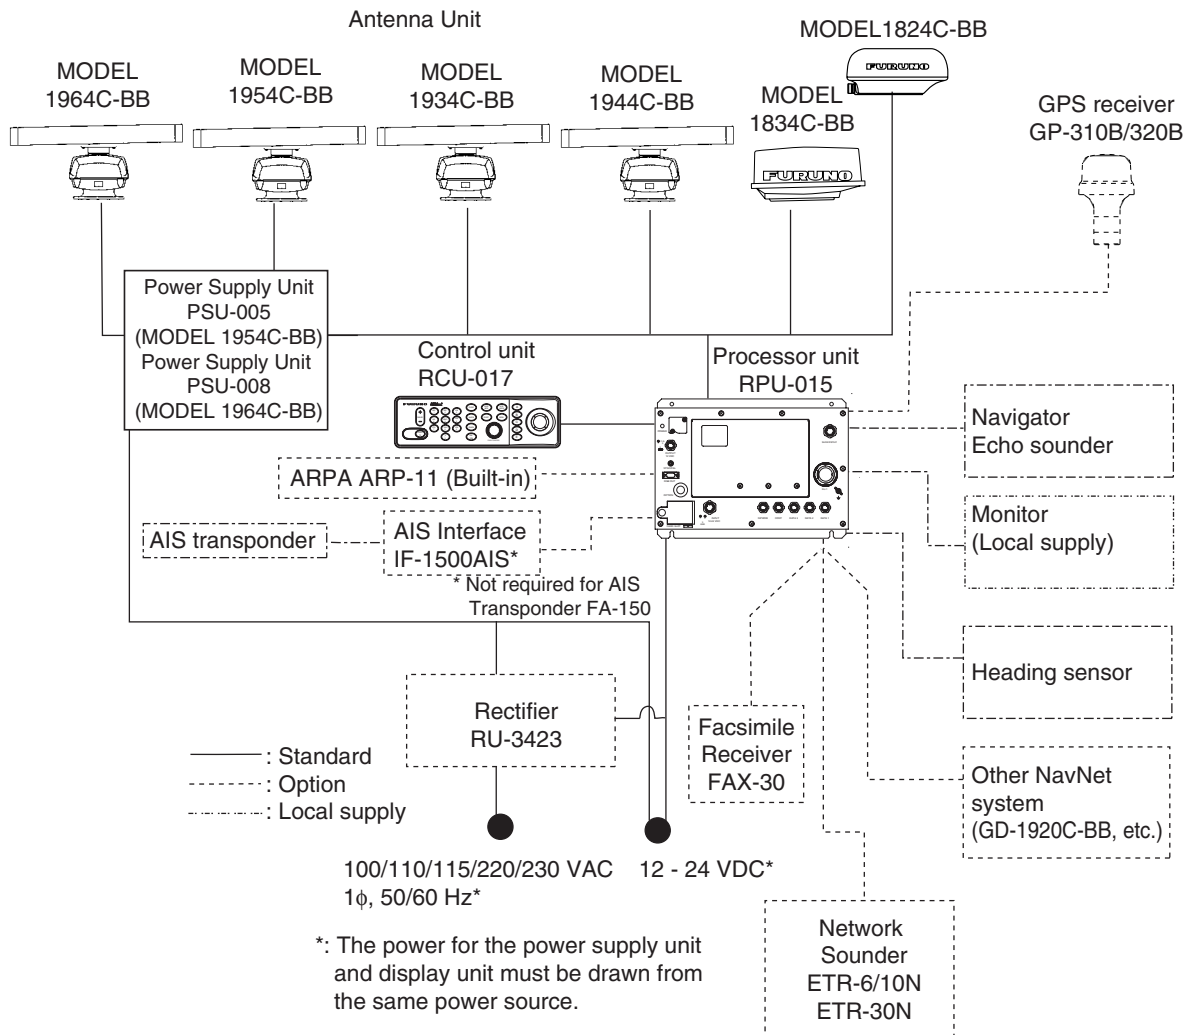 Antenna Unit
MODEL1824C-BB
FURUNO
MODEL
1964C-BB
MODEL
1954C-BB
MODEL
1934C-BB
MODEL
1944C-BB
MODEL
1834C-BB
FURUNO
GPS receiver
GP-310B/320B
Power Supply Unit
PSU-005
(MODEL 1954C-BB)
Power Supply Unit
PSU-008
(MODEL 1964C-BB)
Control unit
RCU-017
Processor unit
RPU-015
Navigator
Echo sounder
ARPA ARP-11 (Built-in)
Monitor
(Local supply)
AIS transponder
AIS Interface
IF-1500AIS*
* Not required for AIS
Transponder FA-150
Heading sensor
Rectifier
RU-3423
Facsimile
Receiver
FAX-30
Other NavNet
system
(GD-1920C-BB, etc.)
: Standard
: Option
: Local supply
100/110/115/220/230 VAC
1ϕ, 50/60 Hz*
12 - 24 VDC*
*: The power for the power supply unit
and display unit must be drawn from
the same power source.
Network
Sounder
ETR-6/10N
ETR-30N